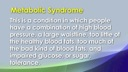 Metabolic Syndrome
This is a condition in which people
have a combination of high blood
pressure, a large waistline, too little of
the healthy blood fats, too much of
the bad kind of blood fats, and
impaired glucose, or sugar
tolerance.